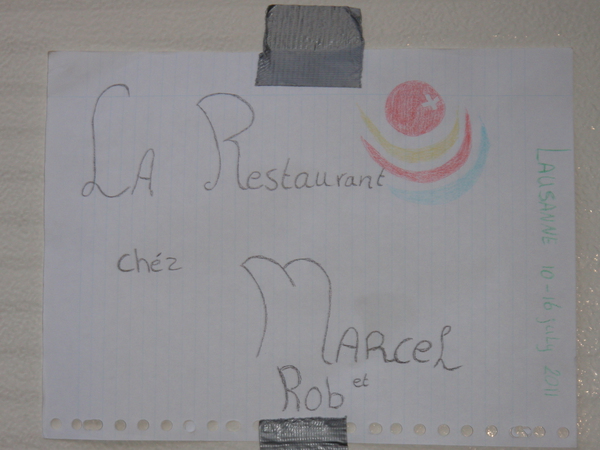 LA Restaurant
chéz
MARCEL
et
Rob
LAUSANNE 10-16 july 2011